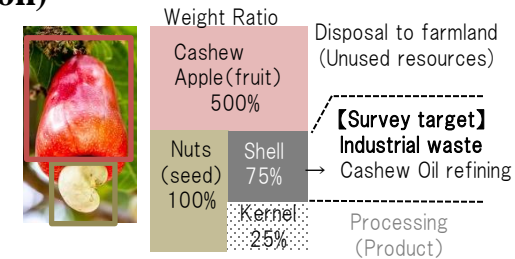 on)
Weight Ratio
Cashew
Apple(fruit)
500%
Disposal to farmland
(Unused resources)
Nuts
(seed)
100%
Shell
75%
Kernel
25%
【Survey target】
Industrial waste
→ Cashew Oil refining
Processing
(Product)